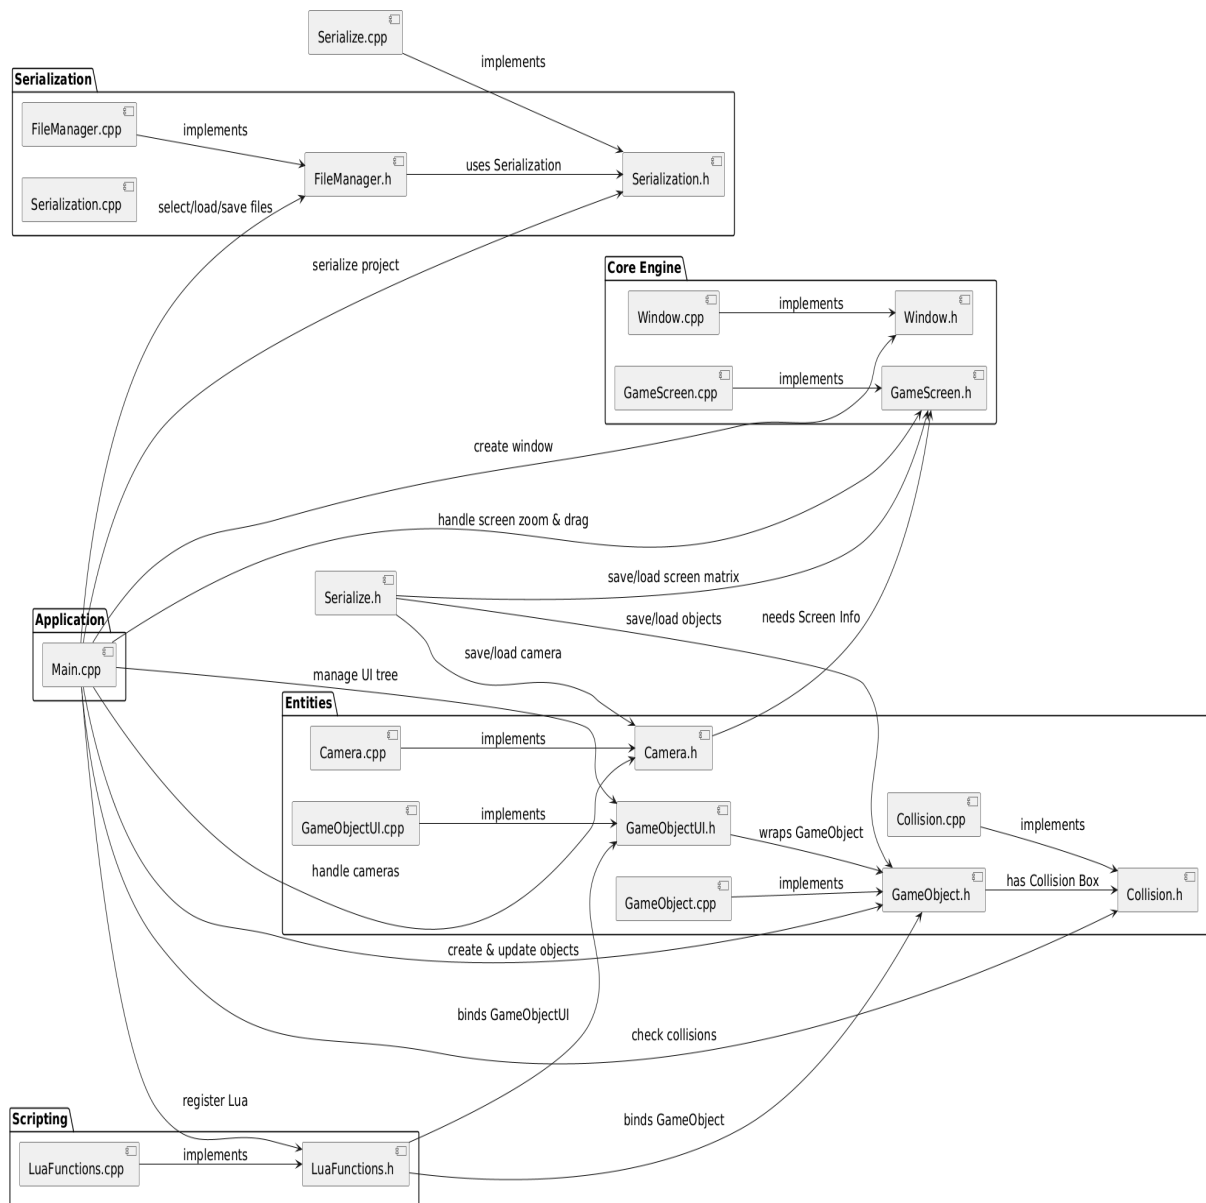 Serialize.cpp
implements
Serialization
FileManager.cpp
implements
FileManager.h
uses Serialization
Serialization.h
Serialization.cpp
select/load/save files
serialize project
Core Engine
Window.cpp
implements
Window.h
GameScreen.cpp
implements
GameScreen.h
create window
handle screen zoom & drag
Serialize.h
save/load screen matrix
save/load objects
needs Screen Info
save/load camera
Application
Main.cpp
manage UI tree
Entities
Camera.cpp
implements
Camera.h
GameObjectUI.cpp
implements
GameObjectUI.h
wraps GameObject
Collision.cpp
implements
handle cameras
GameObject.cpp
implements
GameObject.h
has Collision Box
Collision.h
create & update objects
binds GameObjectUI
check collisions
register Lua
binds GameObject
Scripting
LuaFunctions.cpp
implements
LuaFunctions.h